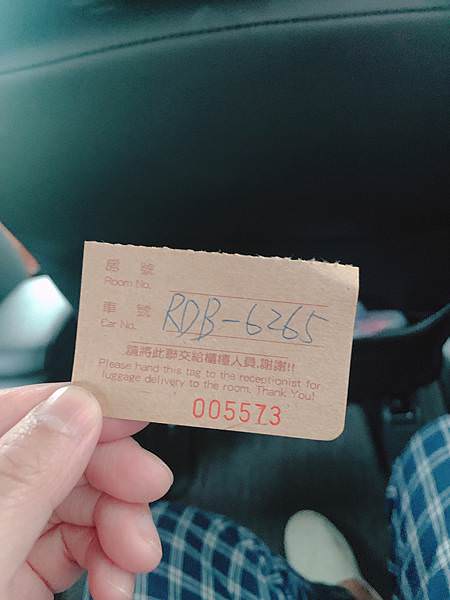 房 號
Room No.
車 號 RDB-6265
Car No.
請將此聯交給櫃檯人員,謝謝!!
Please hand this tag to the receptionist for
luggage delivery to the room. Thank You!
005573